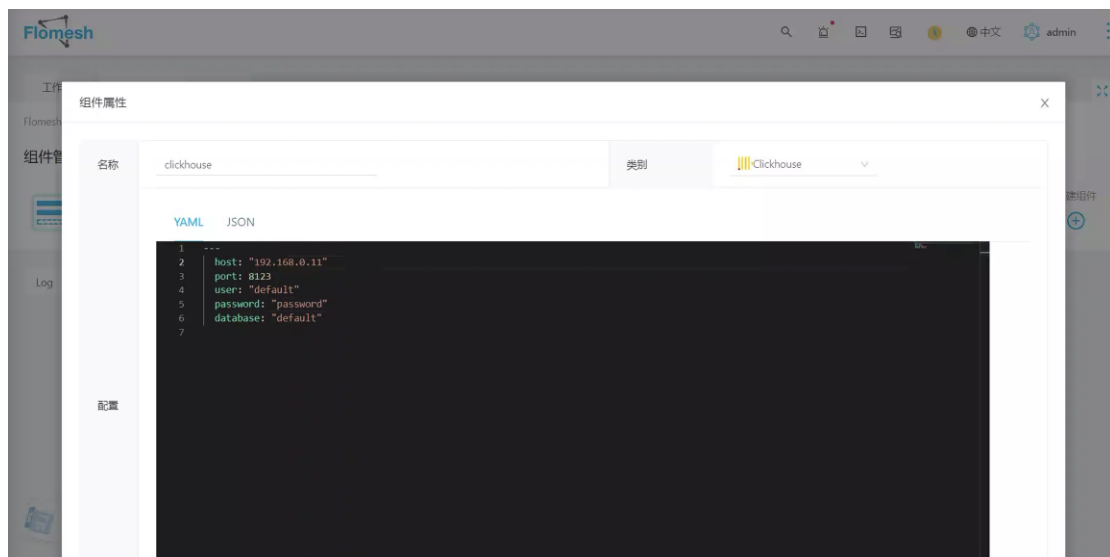 Flomesh
中文
admin
工作
组件属性
Flomesh
组件管
名称
clickhouse
类别
Clickhouse
建组件
YAML JSON
1 ---
2 host: "192.168.0.11"
3 port: 8123
4 user: "default"
5 password: "password"
6 database: "default"
7
Log
配置